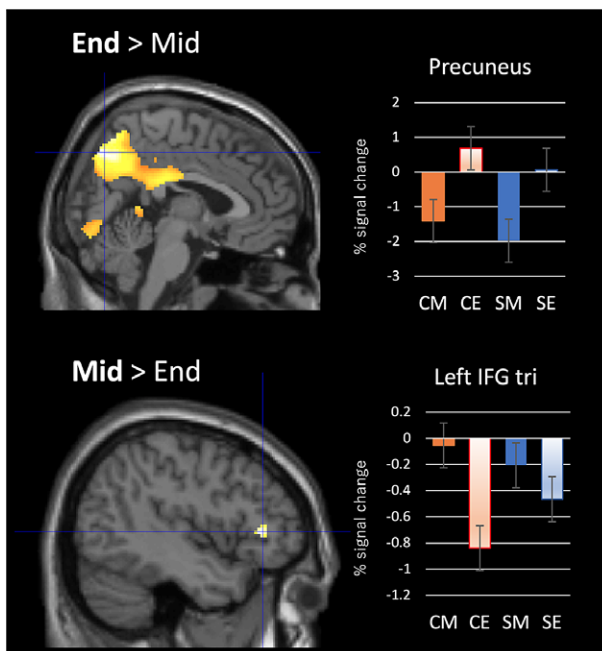 End > Mid
Precuneus
% signal change
2
1
0
-1
-2
-3
CM CE SM SE
Mid > End
Left IFG tri
% signal change
0.2
0
-0.2
-0.4
-0.6
-0.8
-1
-1.2
CM CE SM SE